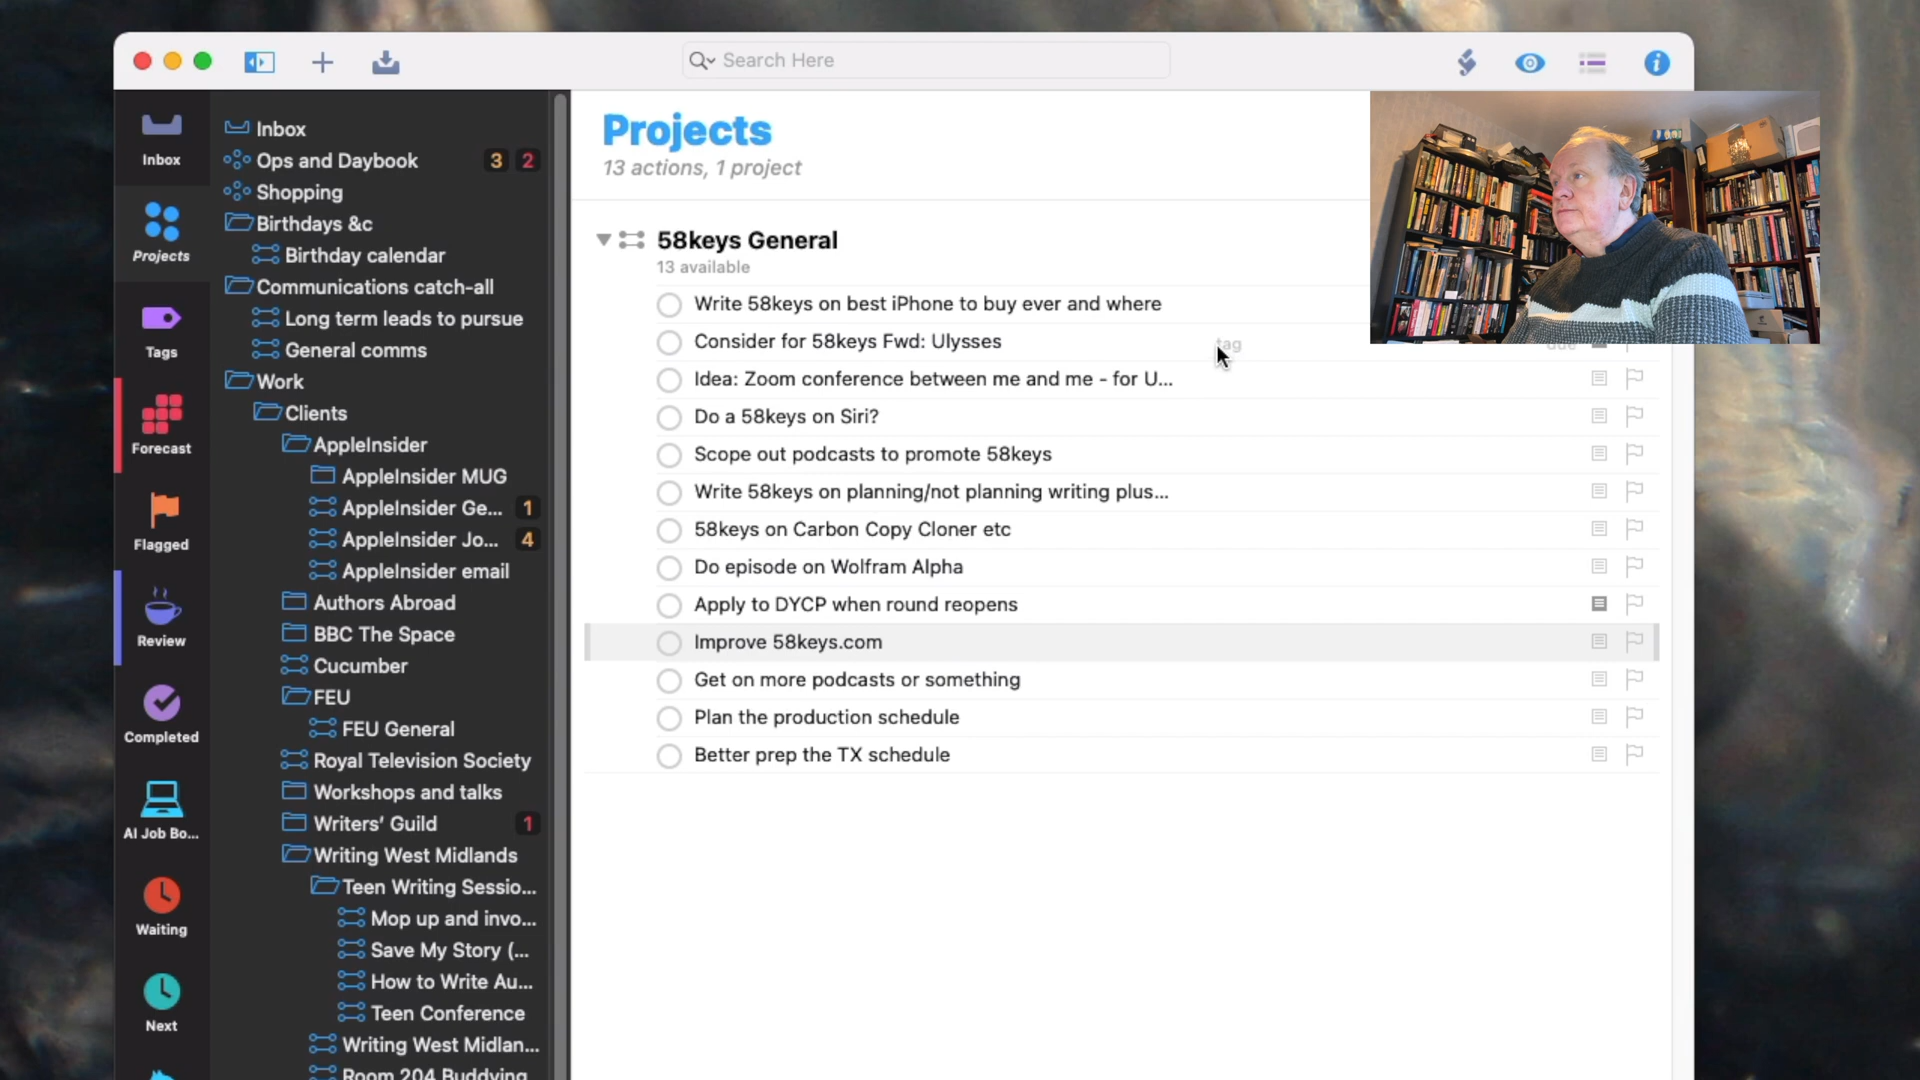 Search Here
Inbox
Projects
Tags
Forecast
Flagged
Review
Completed
AI Job Bo...
Waiting
Next
Inbox
Ops and Daybook 3 2
Shopping
Birthdays &c
Birthday calendar
Communications catch-all
Long term leads to pursue
General comms
Work
Clients
AppleInsider
AppleInsider MUG
AppleInsider Ge... 1
AppleInsider Jo... 4
AppleInsider email
Authors Abroad
BBC The Space
Cucumber
FEU
FEU General
Royal Television Society
Workshops and talks
Writers’ Guild 1
Writing West Midlands
Teen Writing Sessio...
Mop up and invo...
Save My Story (...
How to Write Au...
Teen Conference
Writing West Midlan...
Room 204 Buddying
Projects
13 actions, 1 project
58keys General
13 available
Write 58keys on best iPhone to buy ever and where
Consider for 58keys Fwd: Ulysses tag due
Idea: Zoom conference between me and me - for U...
Do a 58keys on Siri?
Scope out podcasts to promote 58keys
Write 58keys on planning/not planning writing plus...
58keys on Carbon Copy Cloner etc
Do episode on Wolfram Alpha
Apply to DYCP when round reopens
Improve 58keys.com
Get on more podcasts or something
Plan the production schedule
Better prep the TX schedule